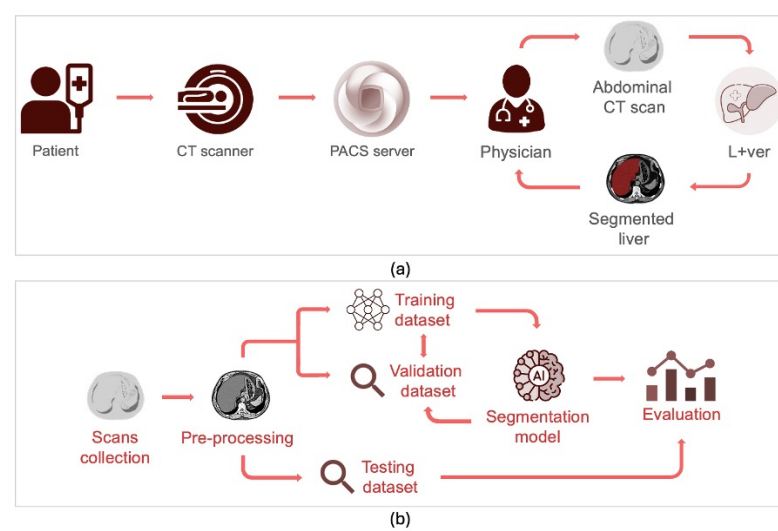 Patient
CT scanner
PACS server
Physician
Abdominal
CT scan
L+ver
Segmented
liver
(a)
Training
dataset
Validation
dataset
AI
Segmentation
model
Evaluation
Scans
collection
Pre-processing
Testing
dataset
(b)